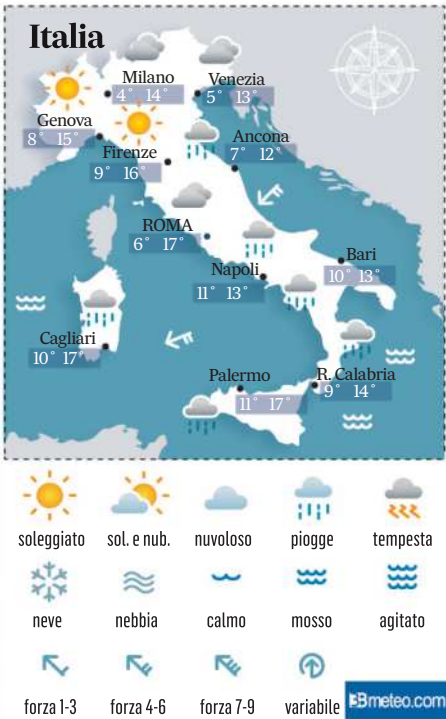 Italia
Milano
4° 14°
Venezia
5° 13°
Genova
8° 15°
Firenze
9° 16°
Ancona
7° 12°
ROMA
6° 17°
Napoli
11° 13°
Bari
10° 13°
Cagliari
10° 17°
Palermo
11° 17°
R. Calabria
9° 14°
soleggiato sol. e nub. nuvoloso piogge tempesta
neve nebbia calmo mosso agitato
forza 1-3 forza 4-6 forza 7-9 variabile
3Bmeteo.com